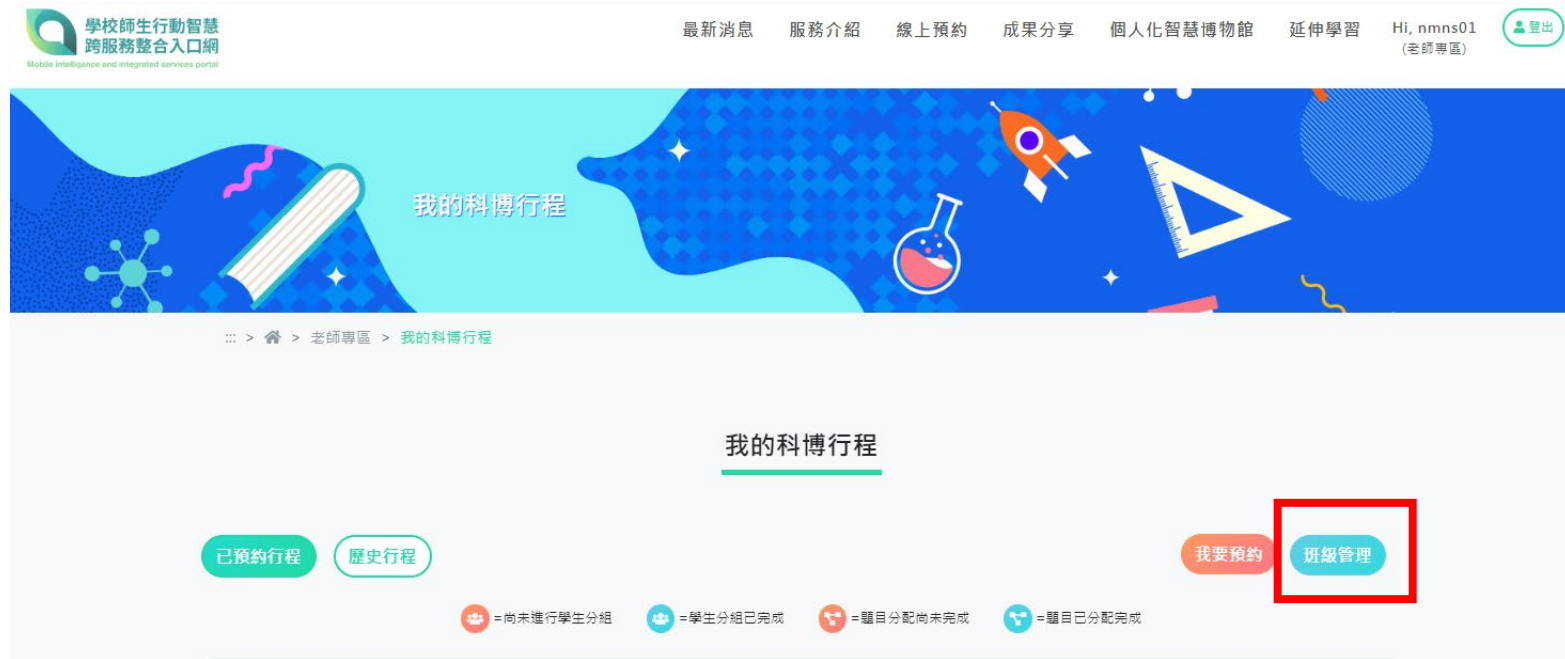 學校師生行動智慧
跨服務整合入口網
Mobile intelligence and integrated services portal
最新消息 服務介紹 線上預約 成果分享 個人化智慧博物館 延伸學習 Hi, nmns01 登出
(老師專區)
我的科博行程
::: > > 老師專區 > 我的科博行程
我的科博行程
已預約行程 歷史行程 我要預約 班級管理
=尚未進行學生分組 =學生分組已完成 =題目分配尚未完成 =題目已分配完成